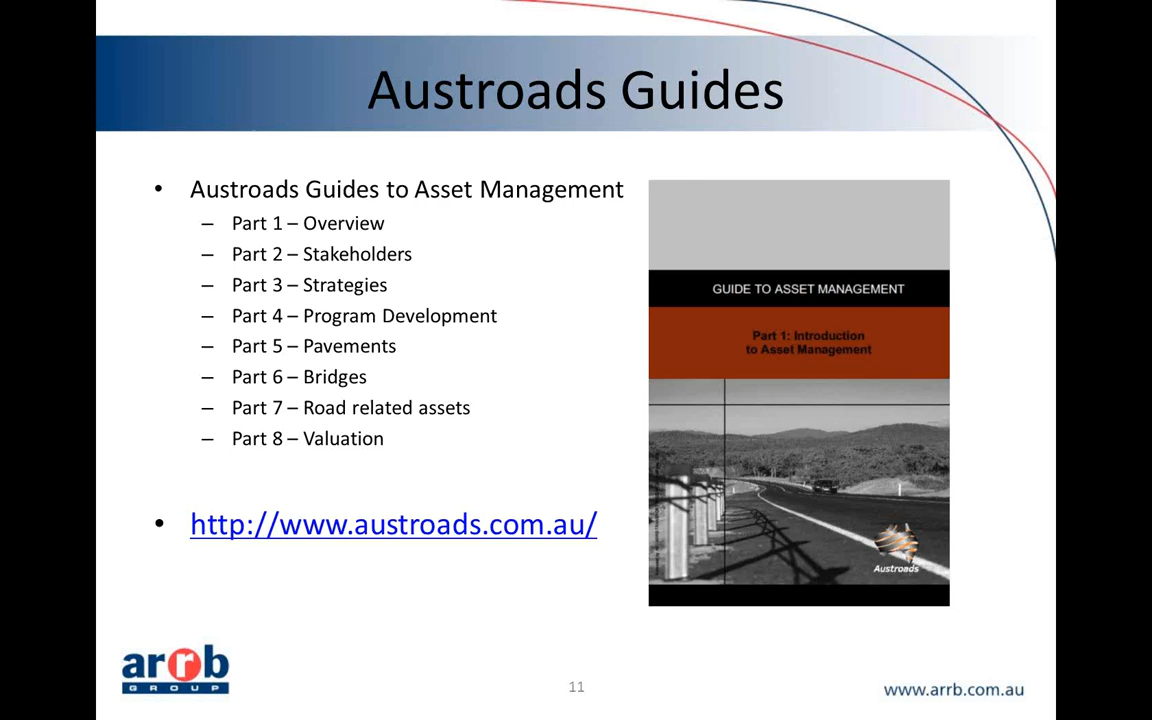 Austroads Guides
• Austroads Guides to Asset Management
– Part 1 – Overview
– Part 2 – Stakeholders
– Part 3 – Strategies
– Part 4 – Program Development
– Part 5 – Pavements
– Part 6 – Bridges
– Part 7 – Road related assets
– Part 8 – Valuation
• http://www.austroads.com.au/
GUIDE TO ASSET MANAGEMENT
Part 1: Introduction
to Asset Management
Austroads
arrb
GROUP
11
www.arrb.com.au